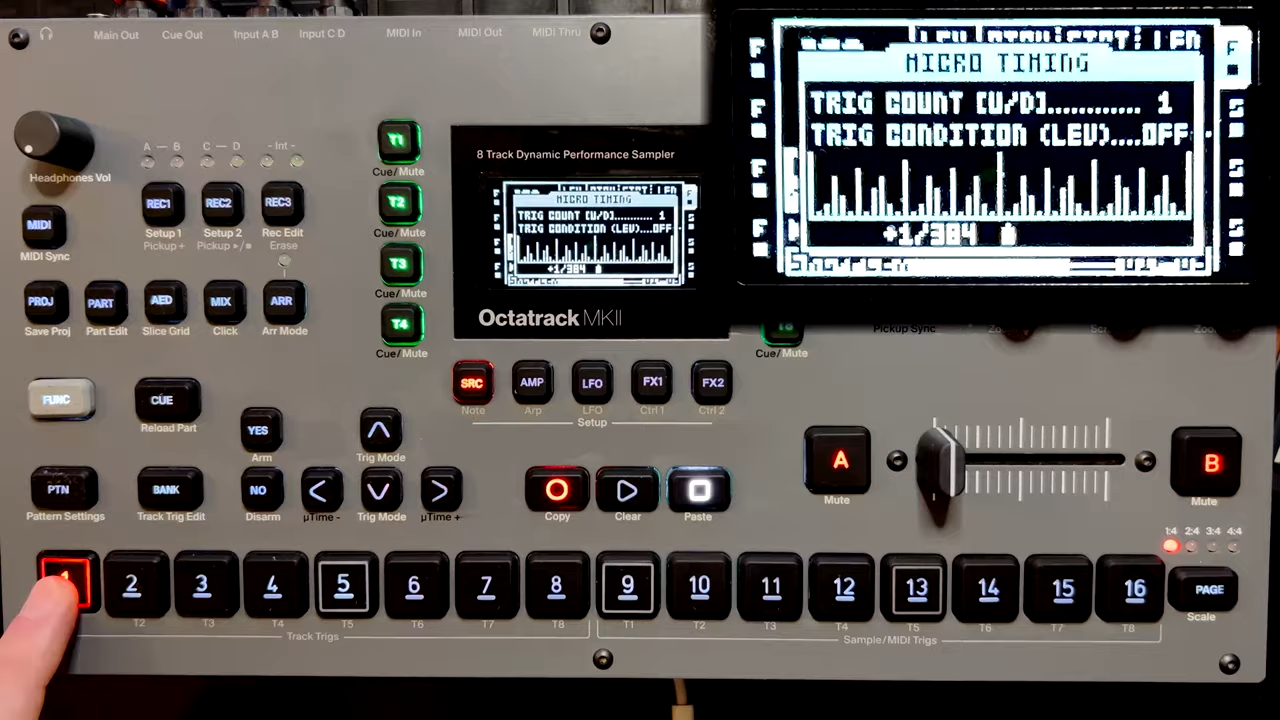 Main Out
Cue Out
Input A B
Input C D
MIDI In
MIDI Out
MIDI Thru
MICRO TIMING
TRIG COUNT [U/D]............ 1
TRIG CONDITION (LEV)....OFF
+1/384
Headphones Vol
A — B
C — D
- Int -
REC1
REC2
REC3
Setup 1
Setup 2
Rec Edit
Pickup +
Pickup ▸/■
Erase
MIDI
MIDI Sync
PROJ
PART
AED
MIX
ARR
Save Proj
Part Edit
Slice Grid
Click
Arr Mode
T1
Cue/Mute
T2
Cue/Mute
T3
Cue/Mute
T4
Cue/Mute
8 Track Dynamic Performance Sampler
MICRO TIMING
TRIG COUNT [U/D]............ 1
TRIG CONDITION (LEV)....OFF
+1/384
Octatrack MKII
Cue/Mute
Pickup Sync
SRC
AMP
LFO
FX1
FX2
Note
Arp
LFO
Ctrl 1
Ctrl 2
Setup
FUNC
CUE
Reload Part
YES
Arm
Trig Mode
PTN
BANK
NO
Pattern Settings
Track Trig Edit
Disarm
µTime -
Trig Mode
µTime +
Copy
Clear
Paste
A
Mute
B
Mute
1:4 2:4 3:4 4:4
PAGE
Scale
2 3 4 5 6 7 8 9 10 11 12 13 14 15 16
T2 T3 T4 T5 T6 T7 T8 T1 T2 T3 T4 T5 T6 T7 T8
Track Trigs
Sample/MIDI Trigs